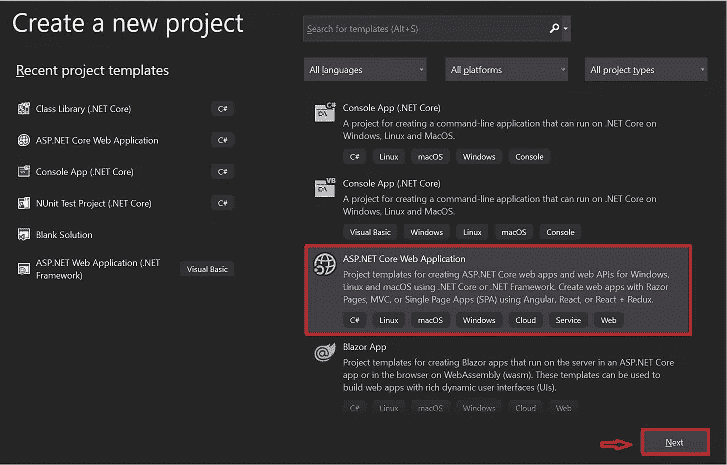 Create a new project
Recent project templates
Class Library (.NET Core) C#
ASP.NET Core Web Application C#
Console App (.NET Core) C#
NUnit Test Project (.NET Core) C#
Blank Solution
ASP.NET Web Application (.NET
Framework) Visual Basic
Search for templates (Alt+S)
All languages All platforms All project types
C#
Console App (.NET Core)
A project for creating a command-line application that can run on .NET Core on
Windows, Linux and MacOS.
C# Linux macOS Windows Console
VB
Console App (.NET Core)
A project for creating a command-line application that can run on .NET Core on
Windows, Linux and MacOS.
Visual Basic Windows Linux macOS Console
ASP.NET Core Web Application
Project templates for creating ASP.NET Core web apps and web APIs for Windows,
Linux and macOS using .NET Core or .NET Framework. Create web apps with Razor
Pages, MVC, or Single Page Apps (SPA) using Angular, React, or React + Redux.
C# Linux macOS Windows Cloud Service Web
Blazor App
Project templates for creating Blazor apps that run on the server in an ASP.NET Core
app or in the browser on WebAssembly (wasm). These templates can be used to
build web apps with rich dynamic user interfaces (UIs).
C# Linux macOS Windows Cloud Web
Next